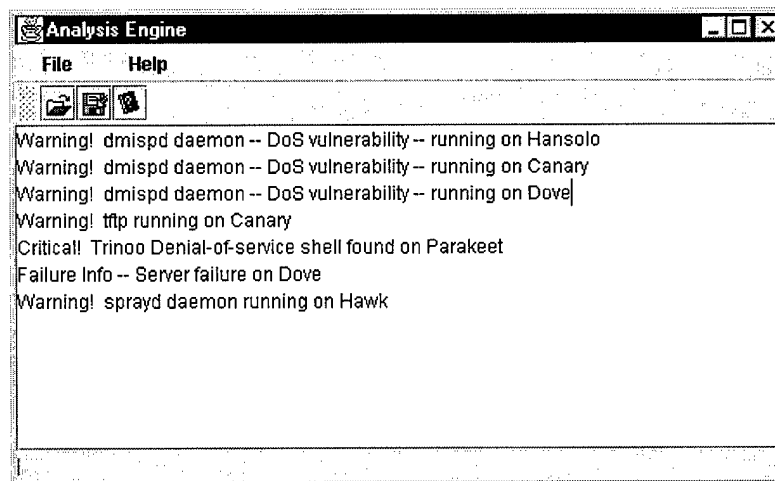 Analysis Engine
File Help
Warning! dmispd daemon -- DoS vulnerability -- running on Hansolo
Warning! dmispd daemon -- DoS vulnerability -- running on Canary
Warning! dmispd daemon -- DoS vulnerability -- running on Dove
Warning! tftp running on Canary
Critical! Trinoo Denial-of-service shell found on Parakeet
Failure Info -- Server failure on Dove
Warning! sprayd daemon running on Hawk